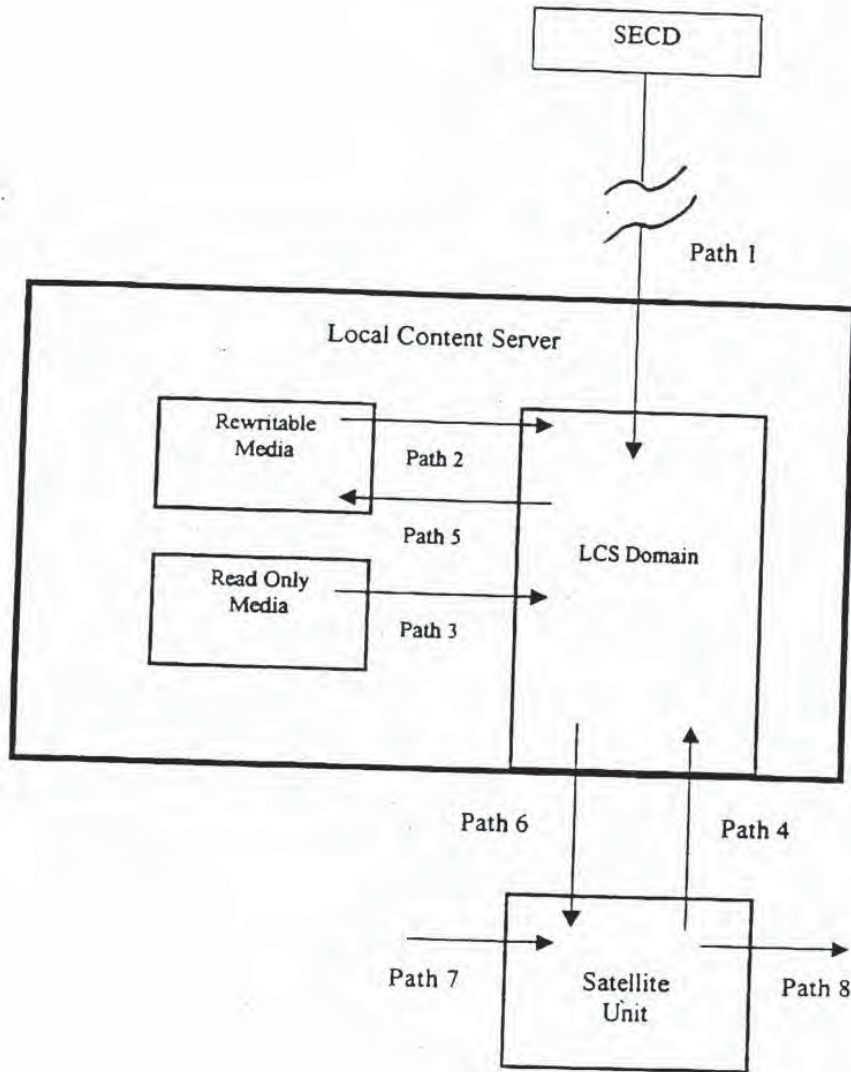 SECD
Path 1
Local Content Server
Rewritable
Media
Path 2
Path 5
LCS Domain
Read Only
Media
Path 3
Path 6
Path 4
Path 7
Satellite
Unit
Path 8